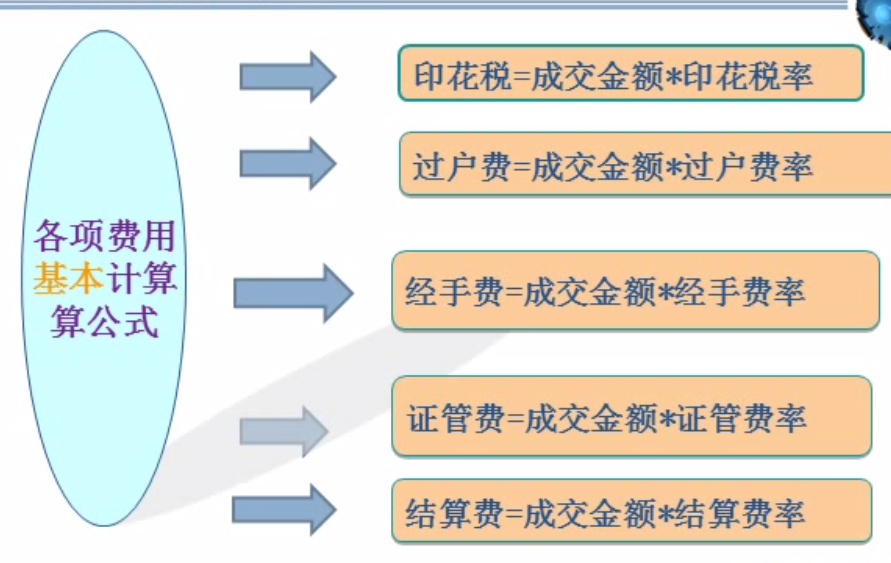 各项费用
基本计算
算公式
印花税=成交金额*印花税率
过户费=成交金额*过户费率
经手费=成交金额*经手费率
证管费=成交金额*证管费率
结算费=成交金额*结算费率